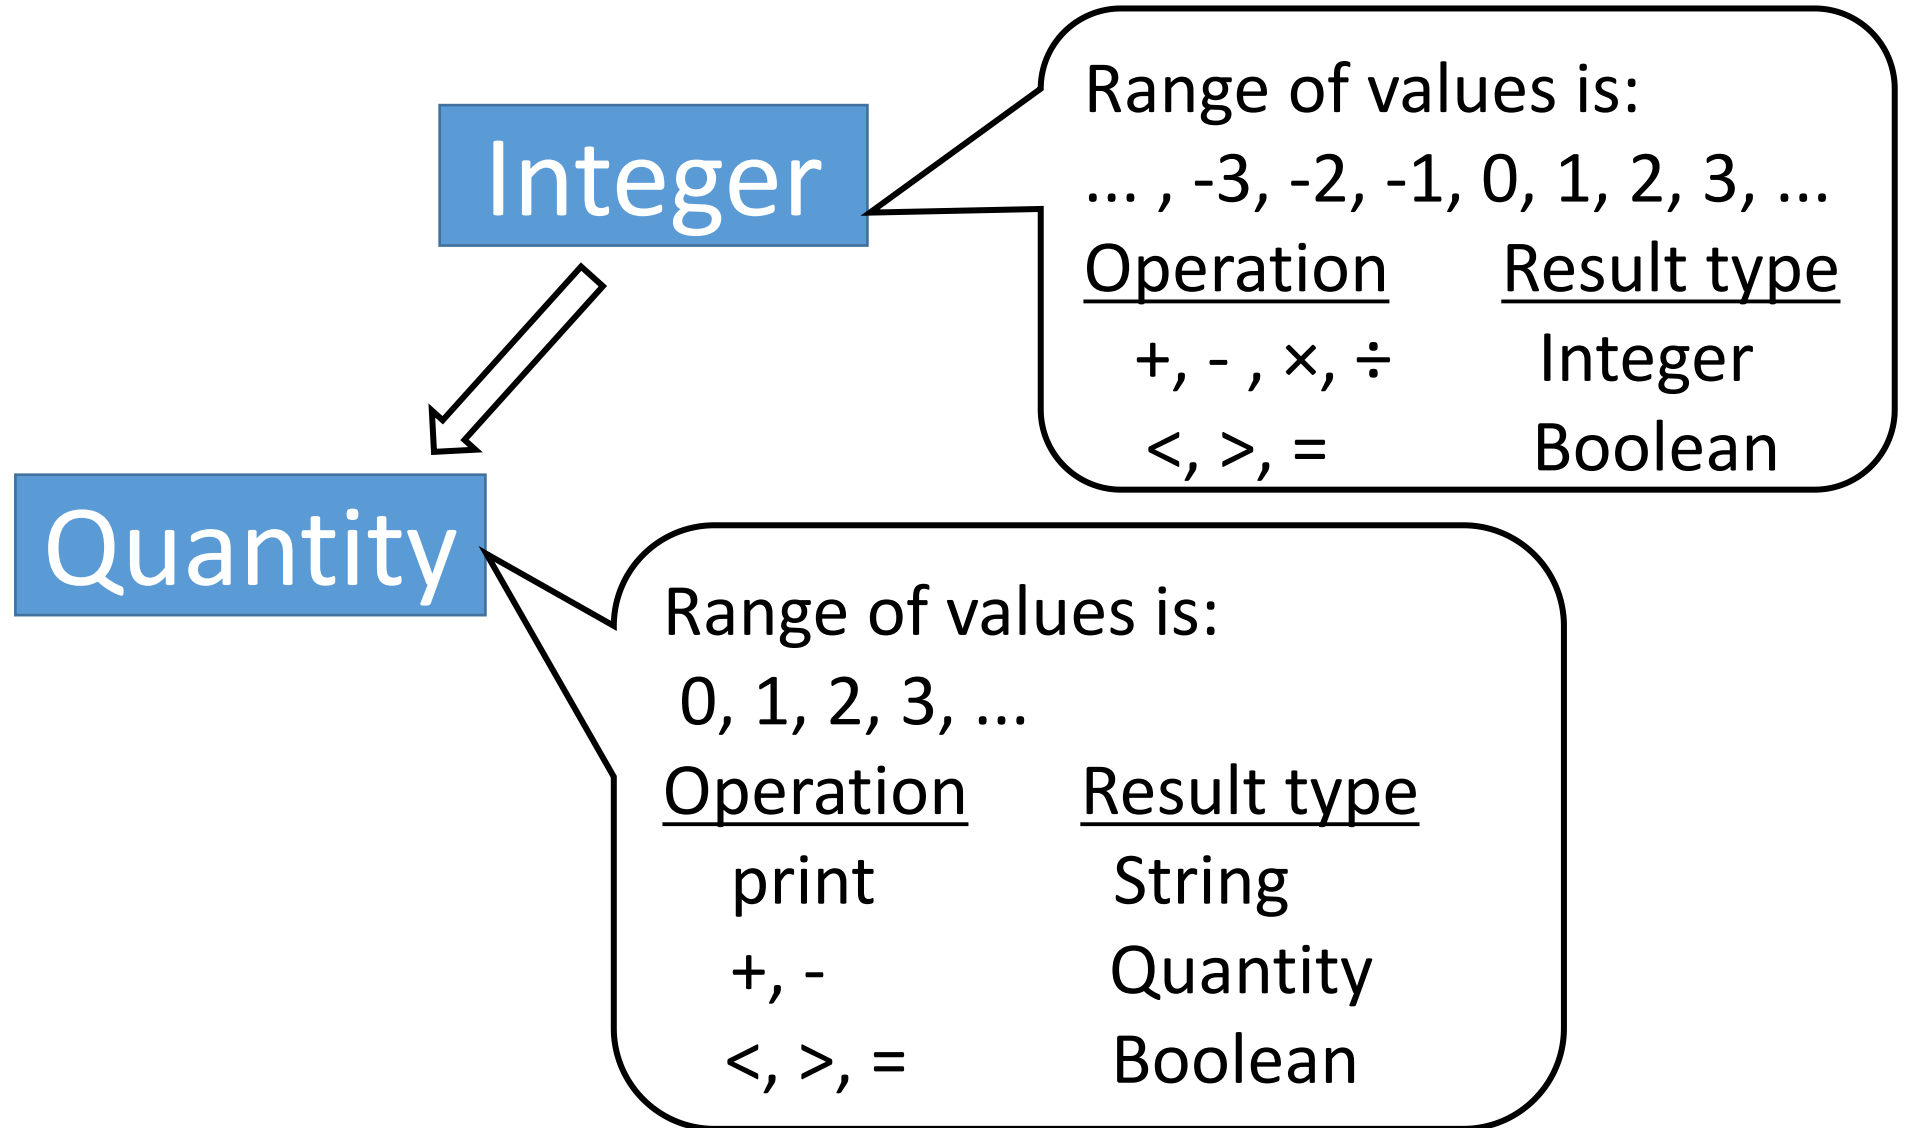 Integer
Range of values is:
... , -3, -2, -1, 0, 1, 2, 3, ...
Operation Result type
+, - , ×, ÷ Integer
<, >, = Boolean
Quantity
Range of values is:
0, 1, 2, 3, ...
Operation Result type
print String
+, - Quantity
<, >, = Boolean